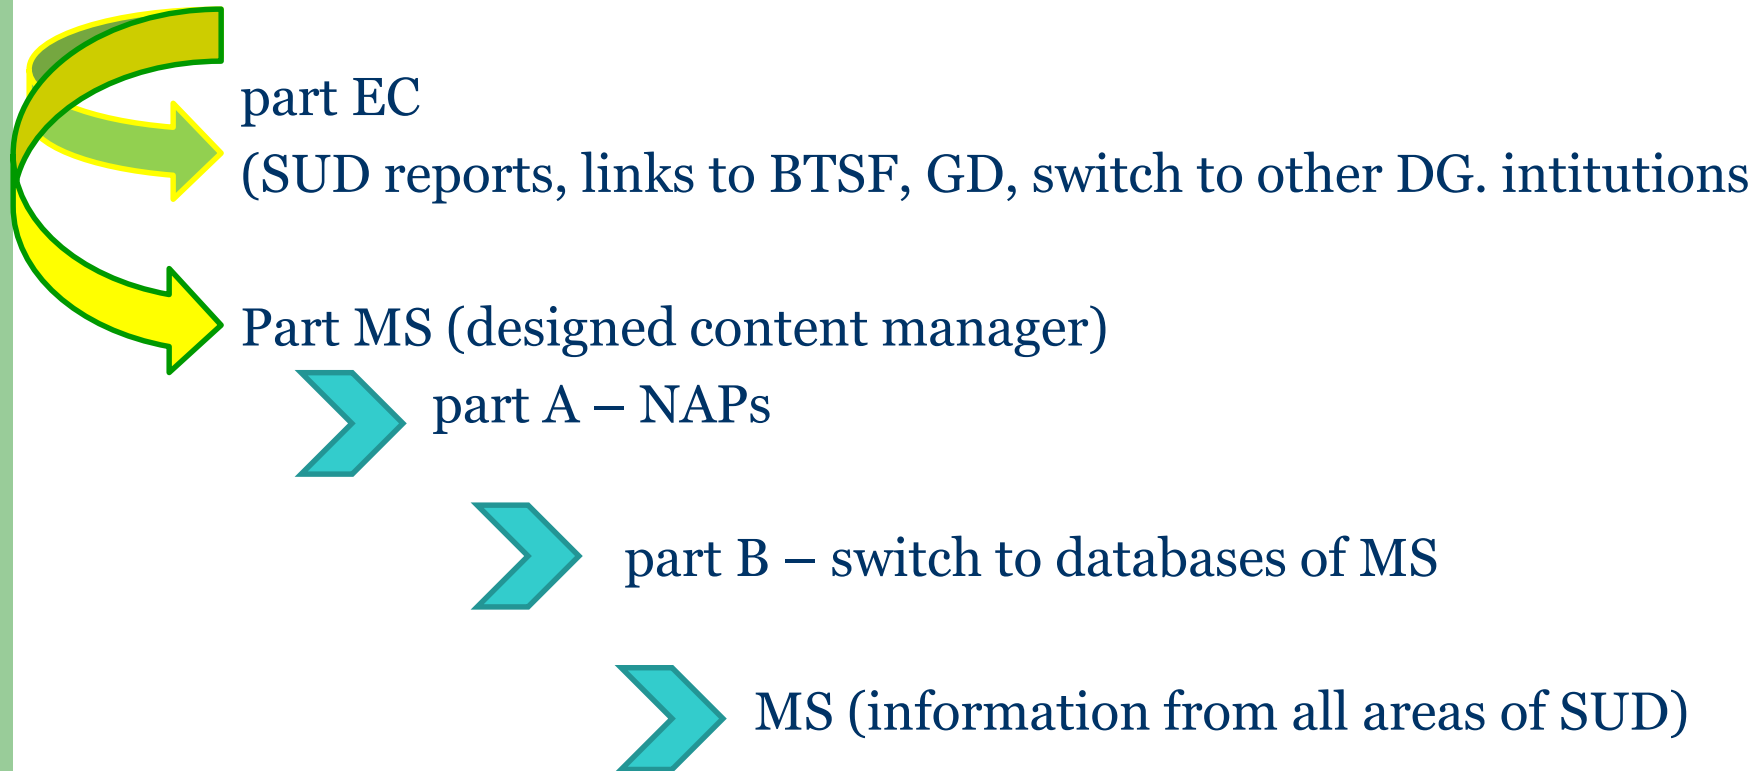 part EC
(SUD reports, links to BTSF, GD, switch to other DG. intitutions
Part MS (designed content manager)
part A – NAPs
part B – switch to databases of MS
MS (information from all areas of SUD)